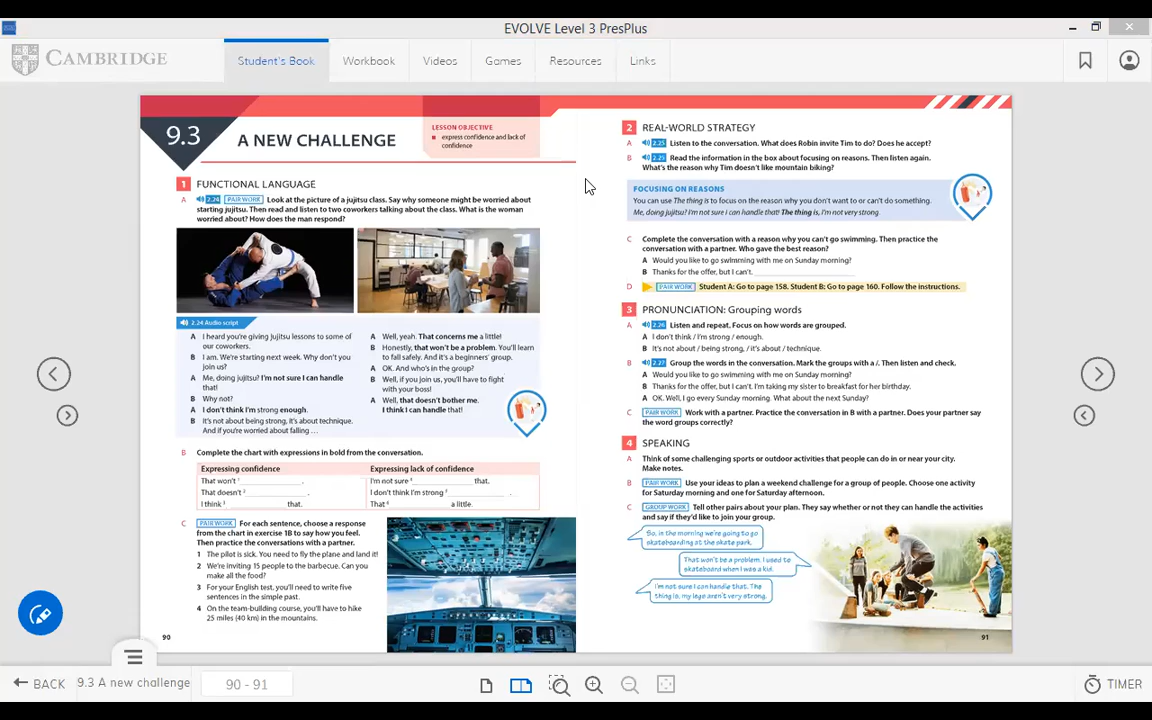 EVOLVE Level 3 PresPlus
CAMBRIDGE
Student's Book
Workbook
Videos
Games
Resources
Links
9.3
A NEW CHALLENGE
LESSON OBJECTIVE
■ express confidence and lack of
confidence
1 FUNCTIONAL LANGUAGE
A 2.24 PAIR WORK Look at the picture of a jujitsu class. Say why someone might be worried about
starting jujitsu. Then read and listen to two coworkers talking about the class. What is the woman
worried about? How does the man respond?
2.24 Audio script
A I heard you're giving jujitsu lessons to some of
our coworkers.
B I am. We're starting next week. Why don't you
join us?
A Me, doing jujitsu? I'm not sure I can handle
that!
B Why not?
A I don't think I'm strong enough.
B It's not about being strong, it's about technique.
And if you're worried about falling ...
A Well, yeah. That concerns me a little!
B Honestly, that won't be a problem. You'll learn
to fall safely. And it's a beginners' group.
A OK. And who's in the group?
B Well, if you join us, you'll have to fight
with your boss!
A Well, that doesn't bother me.
I think I can handle that!
B Complete the chart with expressions in bold from the conversation.
Expressing confidence
Expressing lack of confidence
That won't 1 .
I'm not sure 4 that.
That doesn't 2 .
I don't think I'm strong 5 .
I think 3 that.
That 6 a little.
C PAIR WORK For each sentence, choose a response
from the chart in exercise 1B to say how you feel.
Then practice the conversations with a partner.
1 The pilot is sick. You need to fly the plane and land it!
2 We're inviting 15 people to the barbecue. Can you
make all the food?
3 For your English test, you'll need to write five
sentences in the simple past.
4 On the team-building course, you'll have to hike
25 miles (40 km) in the mountains.
90
2 REAL-WORLD STRATEGY
A 2.25 Listen to the conversation. What does Robin invite Tim to do? Does he accept?
B 2.25 Read the information in the box about focusing on reasons. Then listen again.
What's the reason why Tim doesn't like mountain biking?
FOCUSING ON REASONS
You can use The thing is to focus on the reason why you don't want to or can't do something.
Me, doing jujitsu? I'm not sure I can handle that! The thing is, I'm not very strong.
C Complete the conversation with a reason why you can't go swimming. Then practice the
conversation with a partner. Who gave the best reason?
A Would you like to go swimming with me on Sunday morning?
B Thanks for the offer, but I can't.
D PAIR WORK Student A: Go to page 158. Student B: Go to page 160. Follow the instructions.
3 PRONUNCIATION: Grouping words
A 2.26 Listen and repeat. Focus on how words are grouped.
A I don't think / I'm strong / enough.
B It's not about / being strong, / it's about / technique.
B 2.27 Group the words in the conversation. Mark the groups with a /. Then listen and check.
A Would you like to go swimming with me on Sunday morning?
B Thanks for the offer, but I can't. I'm taking my sister to breakfast for her birthday.
A OK. Well, I go every Sunday morning. What about the next Sunday?
C PAIR WORK Work with a partner. Practice the conversation in B with a partner. Does your partner say
the word groups correctly?
4 SPEAKING
A Think of some challenging sports or outdoor activities that people can do in or near your city.
Make notes.
B PAIR WORK Use your ideas to plan a weekend challenge for a group of people. Choose one activity
for Saturday morning and one for Saturday afternoon.
C GROUP WORK Tell other pairs about your plan. They say whether or not they can handle the activities
and say if they'd like to join your group.
So, in the morning we're going to go
skateboarding at the skate park.
That won't be a problem. I used to
skateboard when I was a kid.
I'm not sure I can handle that. The
thing is, my legs aren't very strong.
91
BACK
9.3 A new challenge
90 - 91
TIMER